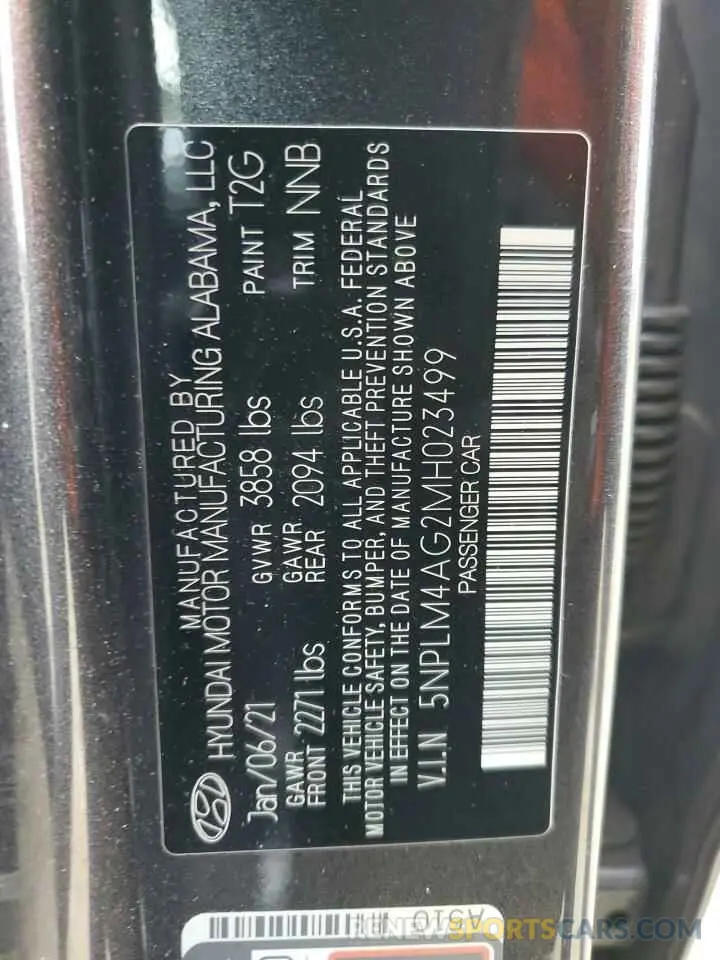 MANUFACTURED BY
HYUNDAI MOTOR MANUFACTURING ALABAMA, LLC
Jan/06/21 GVWR 3858 lbs PAINT T2G
GAWR FRONT 2271 lbs GAWR REAR 2094 lbs TRIM NNB
THIS VEHICLE CONFORMS TO ALL APPLICABLE U.S.A. FEDERAL
MOTOR VEHICLE SAFETY, BUMPER, AND THEFT PREVENTION STANDARDS
IN EFFECT ON THE DATE OF MANUFACTURE SHOWN ABOVE
V.I.N 5NPLM4AG2MH023499
PASSENGER CAR
A310
RENEWSPORTSCARS.COM